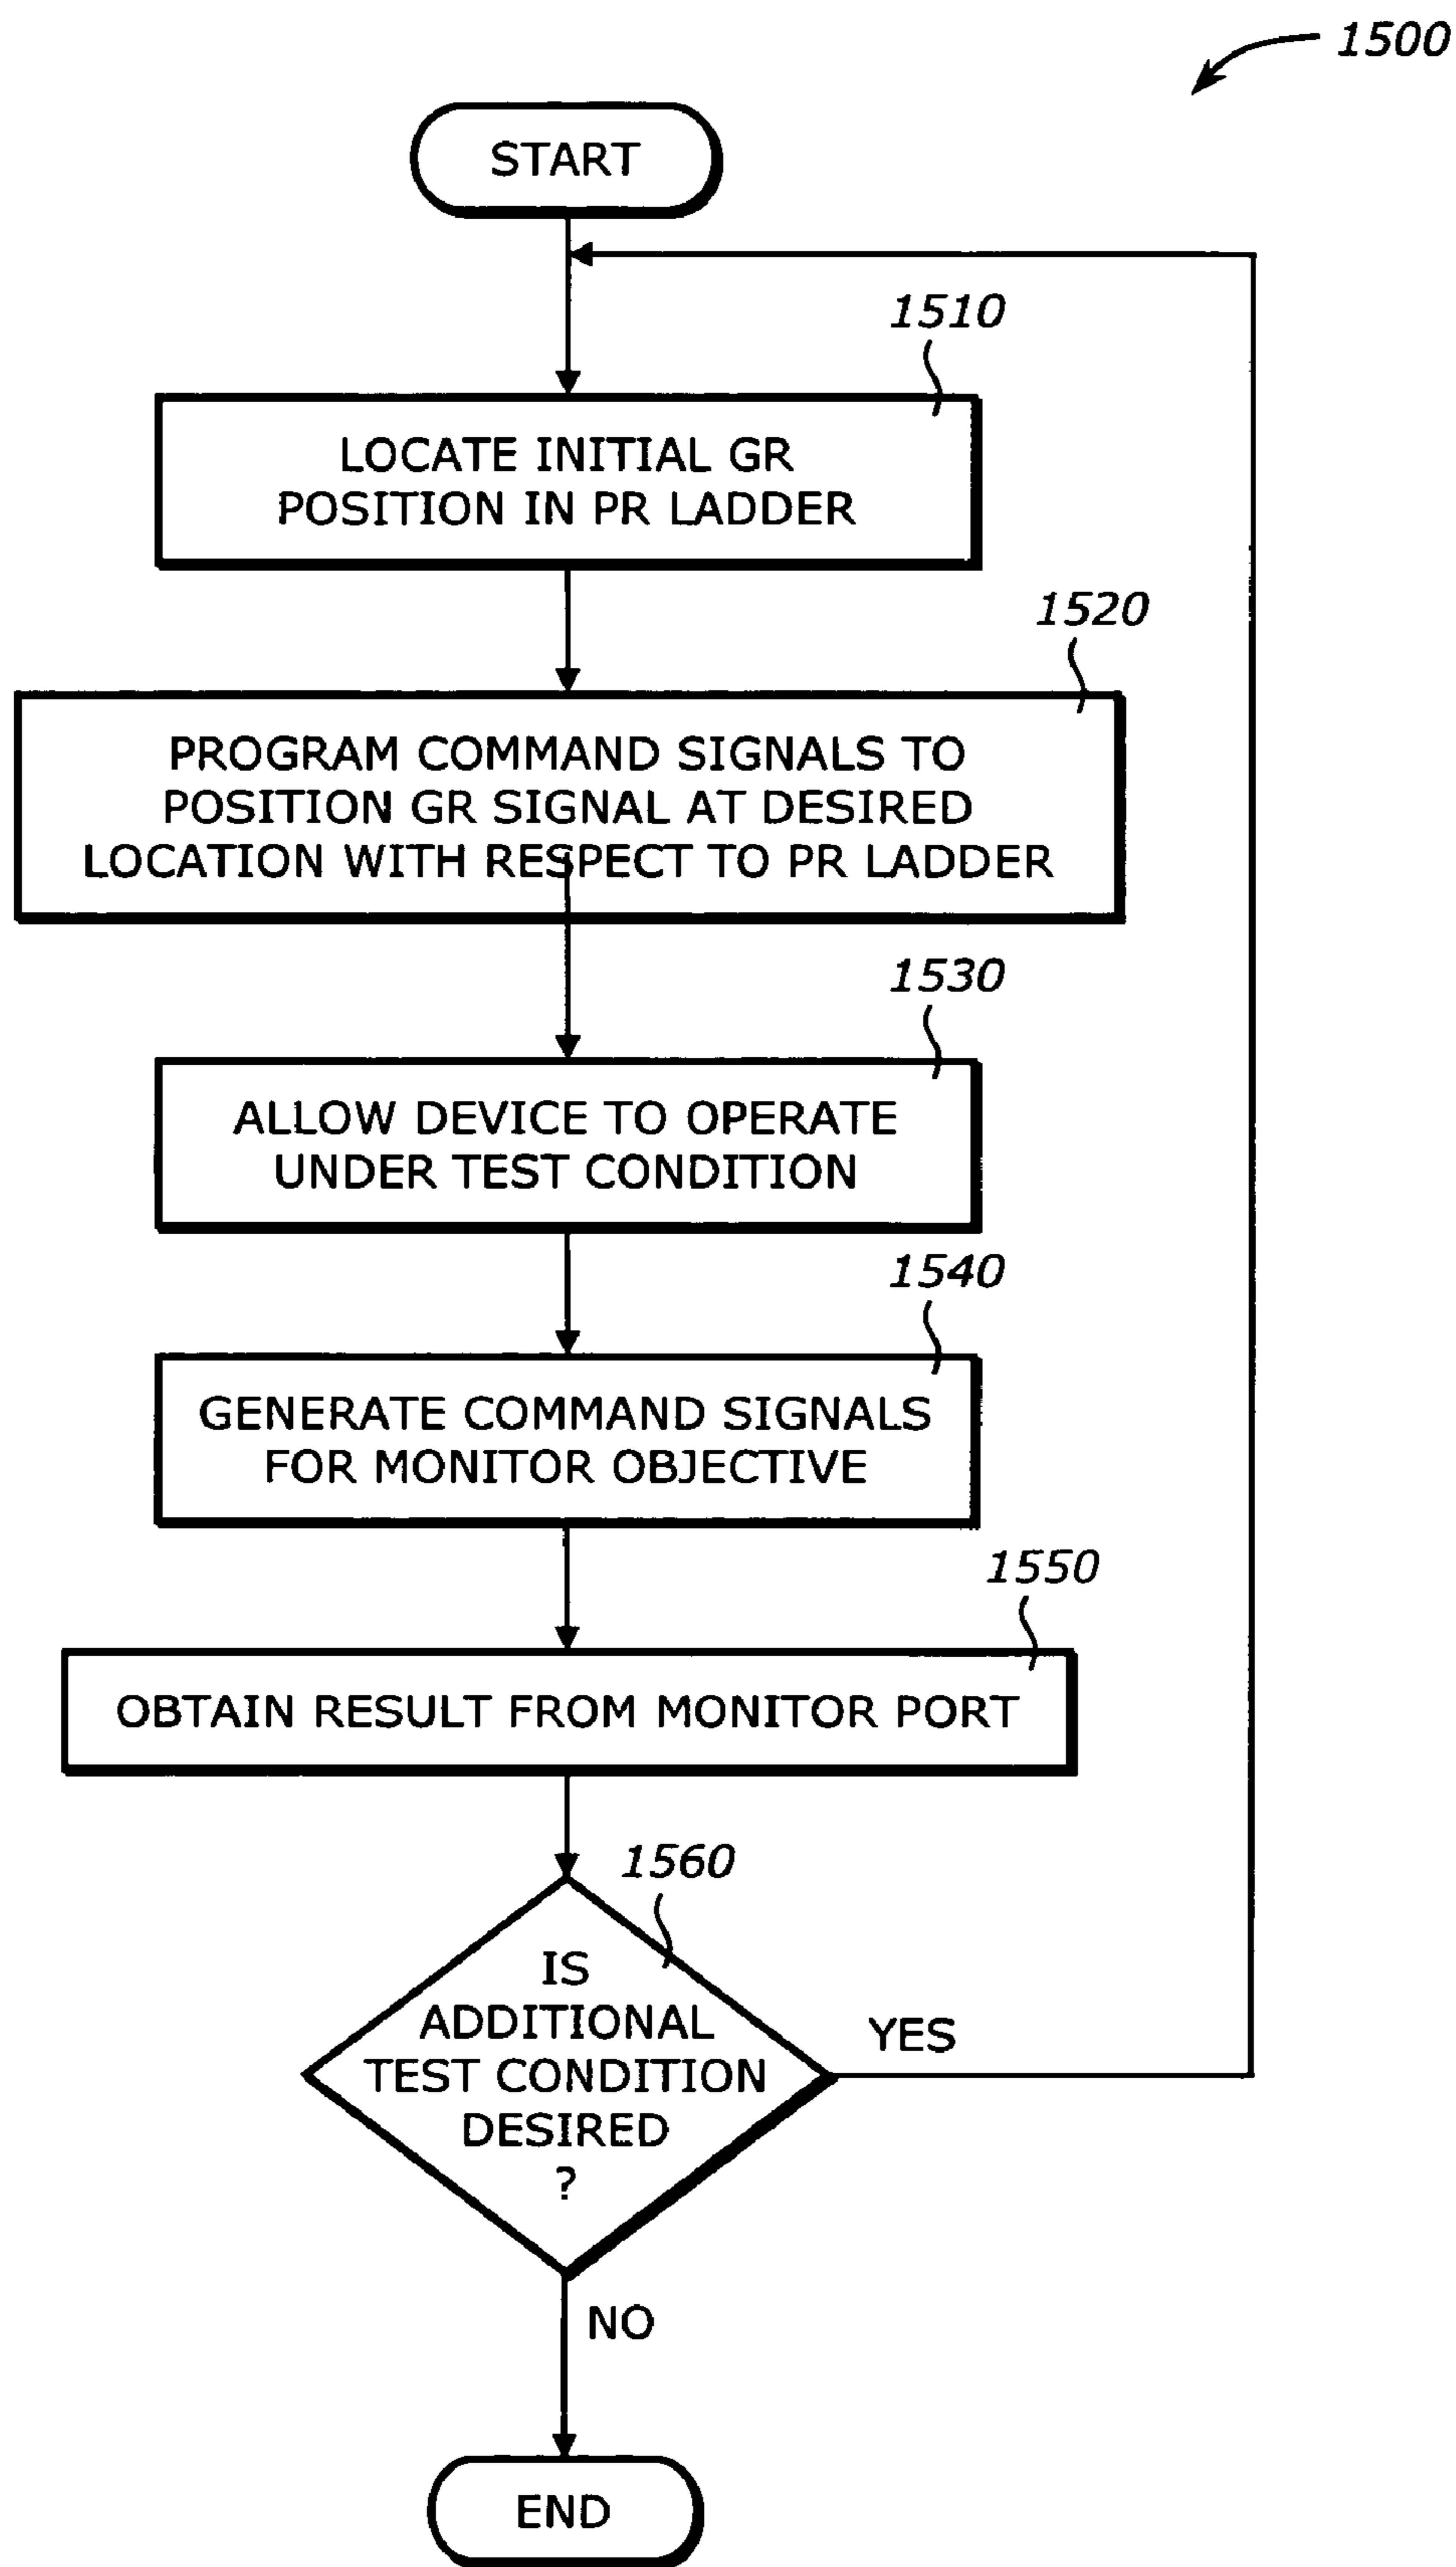 1500
START
1510
LOCATE INITIAL GR
POSITION IN PR LADDER
1520
PROGRAM COMMAND SIGNALS TO
POSITION GR SIGNAL AT DESIRED
LOCATION WITH RESPECT TO PR LADDER
1530
ALLOW DEVICE TO OPERATE
UNDER TEST CONDITION
1540
GENERATE COMMAND SIGNALS
FOR MONITOR OBJECTIVE
1550
OBTAIN RESULT FROM MONITOR PORT
1560
IS
ADDITIONAL
TEST CONDITION
DESIRED
?
YES
NO
END